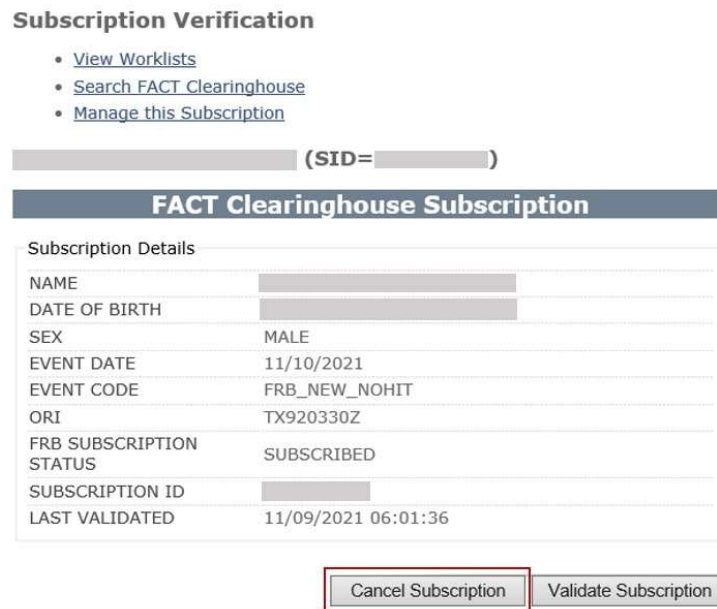 Subscription Verification
View Worklists
Search FACT Clearinghouse
Manage this Subscription
(SID= )
FACT Clearinghouse Subscription
Subscription Details
NAME
DATE OF BIRTH
SEX MALE
EVENT DATE 11/10/2021
EVENT CODE FRB_NEW_NOHIT
ORI TX920330Z
FRB SUBSCRIPTION
STATUS SUBSCRIBED
SUBSCRIPTION ID
LAST VALIDATED 11/09/2021 06:01:36
Cancel Subscription Validate Subscription